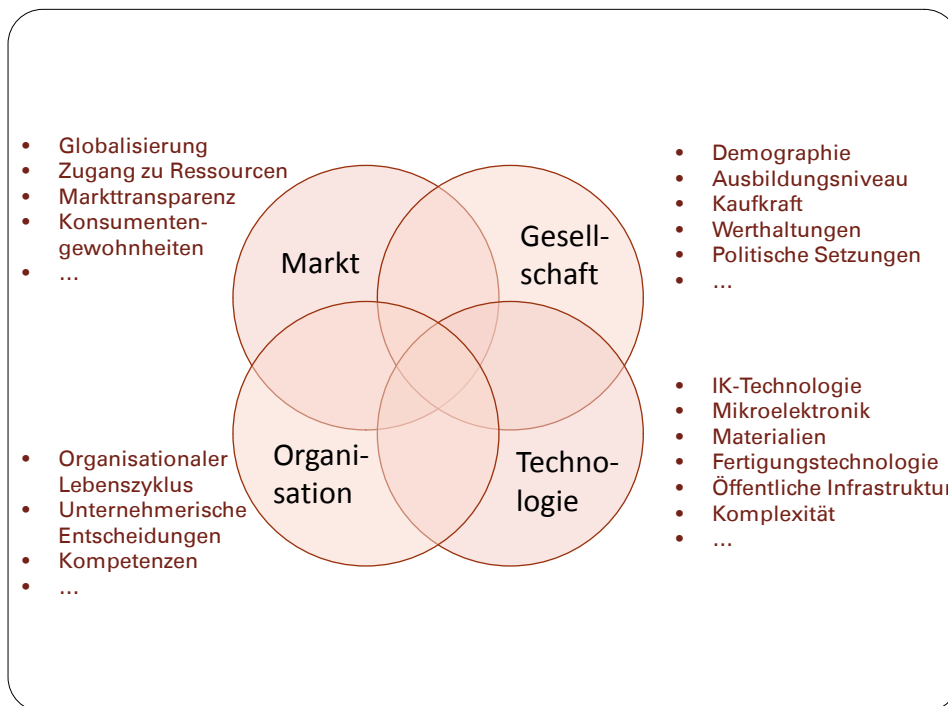 • Globalisierung
• Zugang zu Ressourcen
• Markttransparenz
• Konsumenten-
gewohnheiten
• ...
Markt
Gesell-
schaft
• Demographie
• Ausbildungsniveau
• Kaufkraft
• Werthaltungen
• Politische Setzungen
• ...
• Organisationaler
Lebenszyklus
• Unternehmerische
Entscheidungen
• Kompetenzen
• ...
Organi-
sation
Techno-
logie
• IK-Technologie
• Mikroelektronik
• Materialien
• Fertigungstechnologie
• Öffentliche Infrastruktur
• Komplexität
• ...